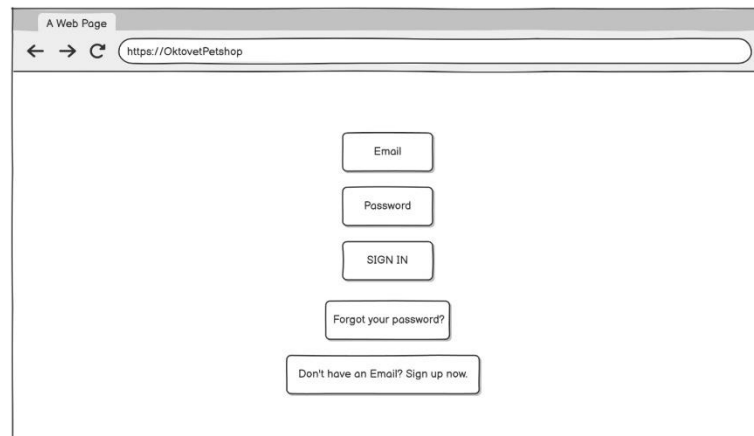 A Web Page
https://OktovetPetshop
Email
Password
SIGN IN
Forgot your password?
Don't have an Email? Sign up now.